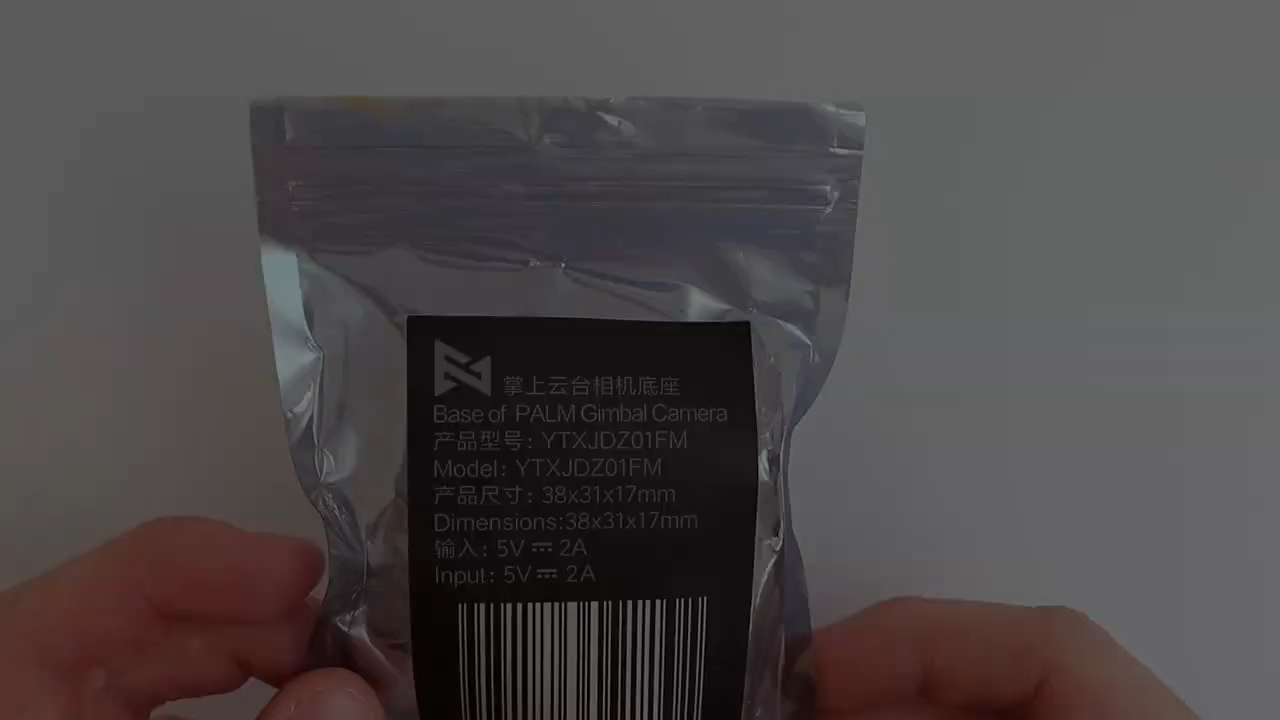 掌上云台相机底座
Base of PALM Gimbal Camera
产品型号: YTXJDZ01FM
Model: YTXJDZ01FM
产品尺寸: 38x31x17mm
Dimensions:38x31x17mm
输入: 5V ⎓ 2A
Input: 5V ⎓ 2A